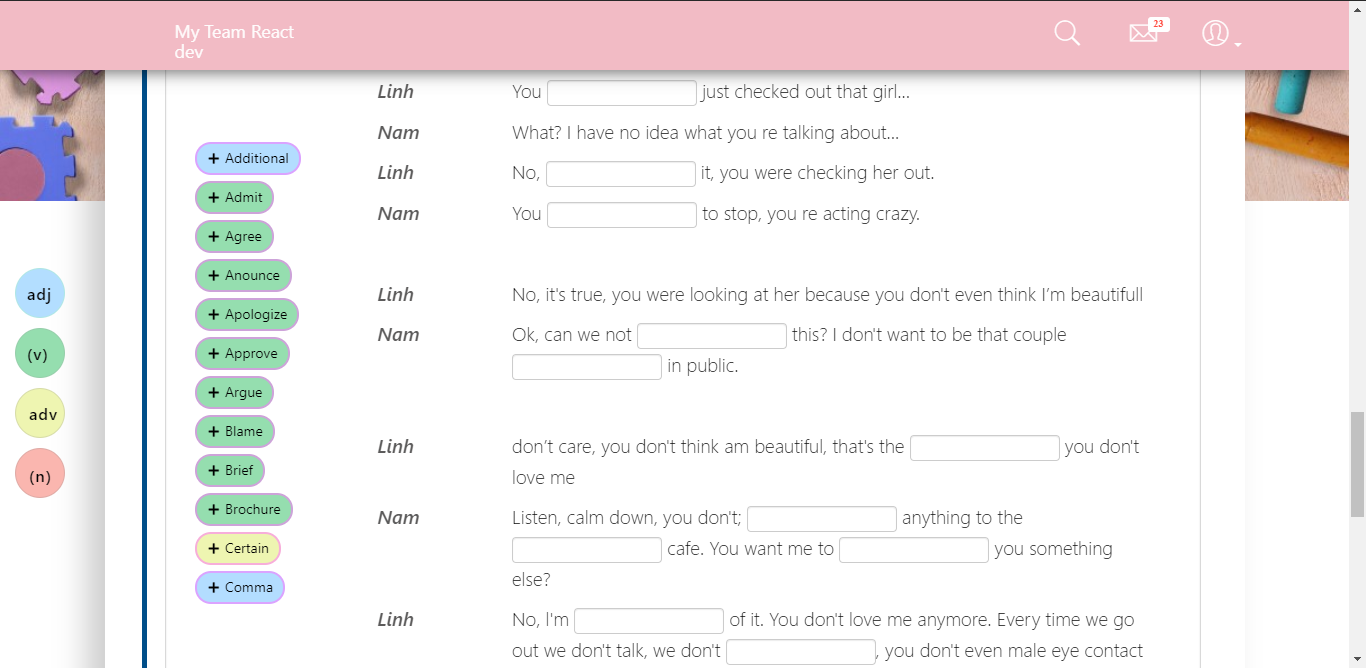 My Team React
dev
23
adj
(v)
adv
(n)
+ Additional
+ Admit
+ Agree
+ Anounce
+ Apologize
+ Approve
+ Argue
+ Blame
+ Brief
+ Brochure
+ Certain
+ Comma
Linh You just checked out that girl...
Nam What? I have no idea what you re talking about...
Linh No, it, you were checking her out.
Nam You to stop, you re acting crazy.
Linh No, it's true, you were looking at her because you don't even think I’m beautifull
Nam Ok, can we not this? I don't want to be that couple
in public.
Linh don’t care, you don't think am beautiful, that's the you don't
love me
Nam Listen, calm down, you don't; anything to the
cafe. You want me to you something
else?
Linh No, I'm of it. You don't love me anymore. Every time we go
out we don't talk, we don't , you don't even male eye contact